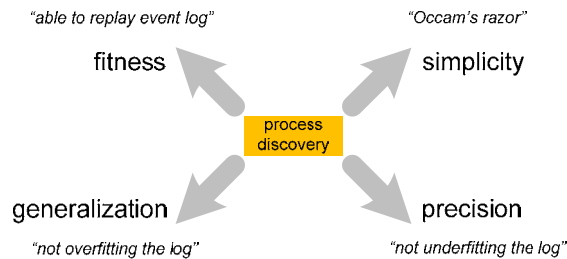 “able to replay event log”
“Occam’s razor”
fitness
simplicity
process
discovery
generalization
precision
“not overfitting the log”
“not underfitting the log”